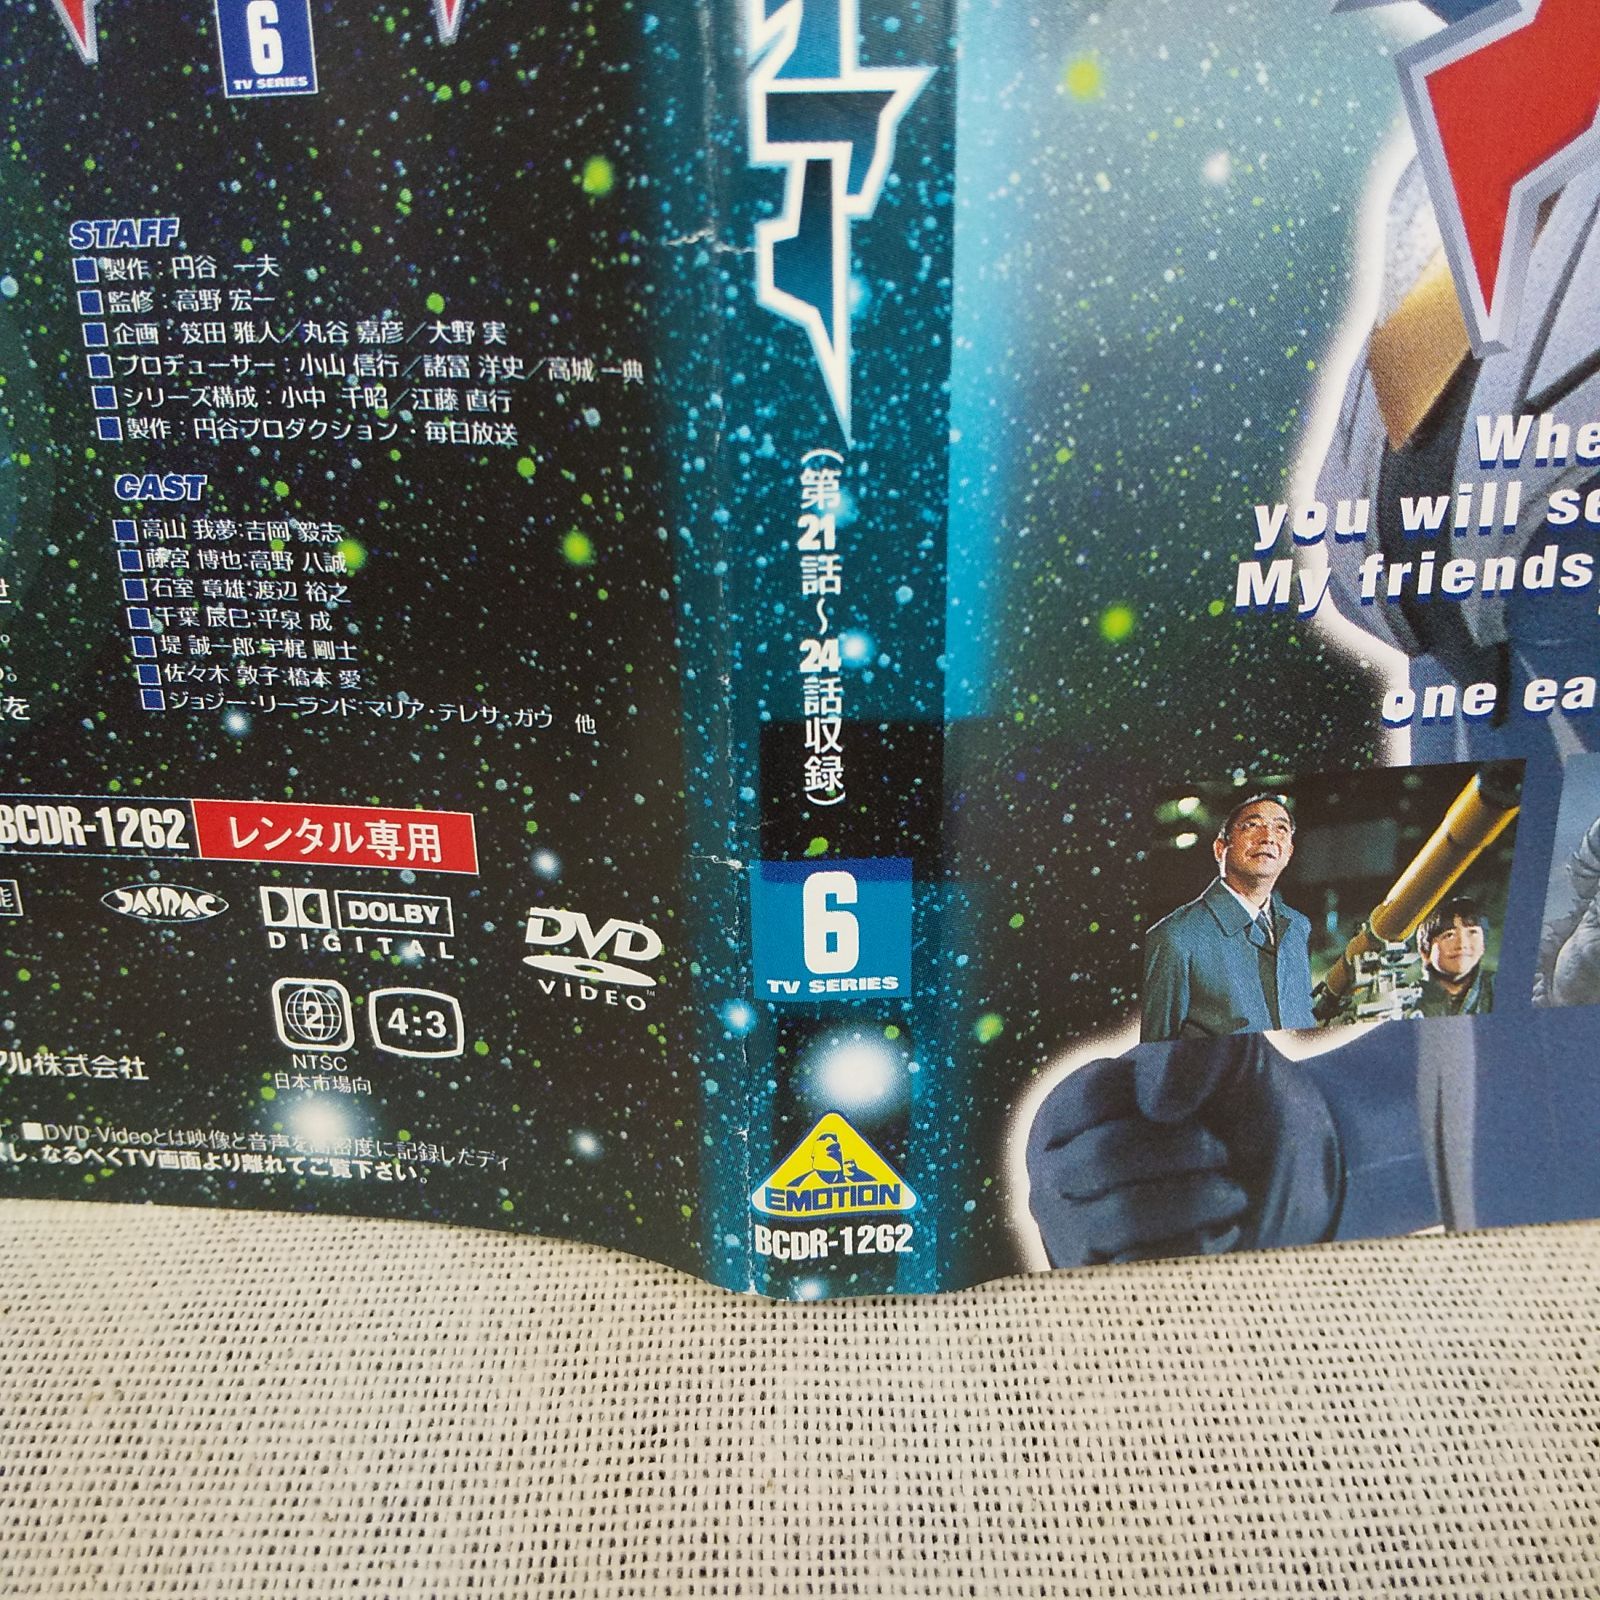 6
TV SERIES
STAFF
■製作：円谷 一夫
■監修：高野 宏一
■企画：笈田 雅人／丸谷 嘉彦／大野 実
■プロデューサー：小山 信行／諸冨 洋史／高城 一典
■シリーズ構成：小中 千昭／江藤 直行
■製作：円谷プロダクション・毎日放送
CAST
■高山 我夢：吉岡 毅志
■藤宮 博也：高野 八誠
■石室 章雄：渡辺 裕之
■千葉 辰巳：平泉 成
■堤 誠一郎：宇梶 剛士
■佐々木 敦子：橋本 愛
■ジョジー・リーランド：マリア・テレサ・ガウ 他
。
。
を
BCDR-1262 レンタル専用
能
JASRAC
DOLBY
DIGITAL
DVD
VIDEO
2
4:3
NTSC
日本市場向
アル株式会社
。■DVD-Videoとは映像と音声を高密度に記録したディ
し、なるべくTV画面より離れてご覧下さい。
ア
(第21話〜24話収録)
6
TV SERIES
EMOTION
BCDR-1262
Whe
you will se
My friends,
one ea